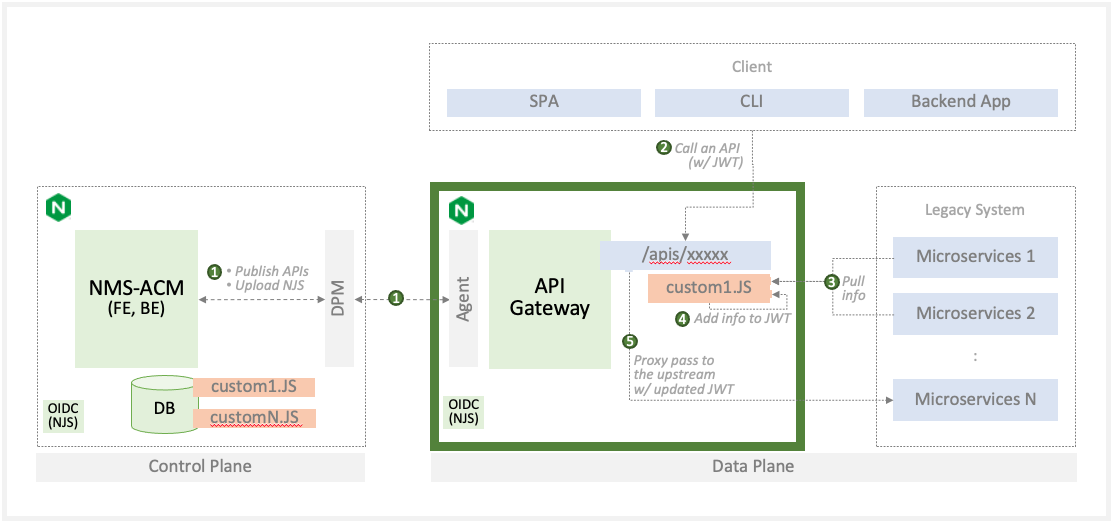 Client
SPA
CLI
Backend App
2
Call an API
(w/ JWT)
N
NMS-ACM
(FE, BE)
1
• Publish APIs
• Upload NJS
DPM
1
DB
custom1.JS
customN.JS
OIDC
(NJS)
Control Plane
N
Agent
API
Gateway
/apis/xxxxx
custom1.JS
4
Add info to JWT
5
Proxy pass to
the upstream
w/ updated JWT
OIDC
(NJS)
3
Pull
info
Legacy System
Microservices 1
Microservices 2
:
Microservices N
Data Plane